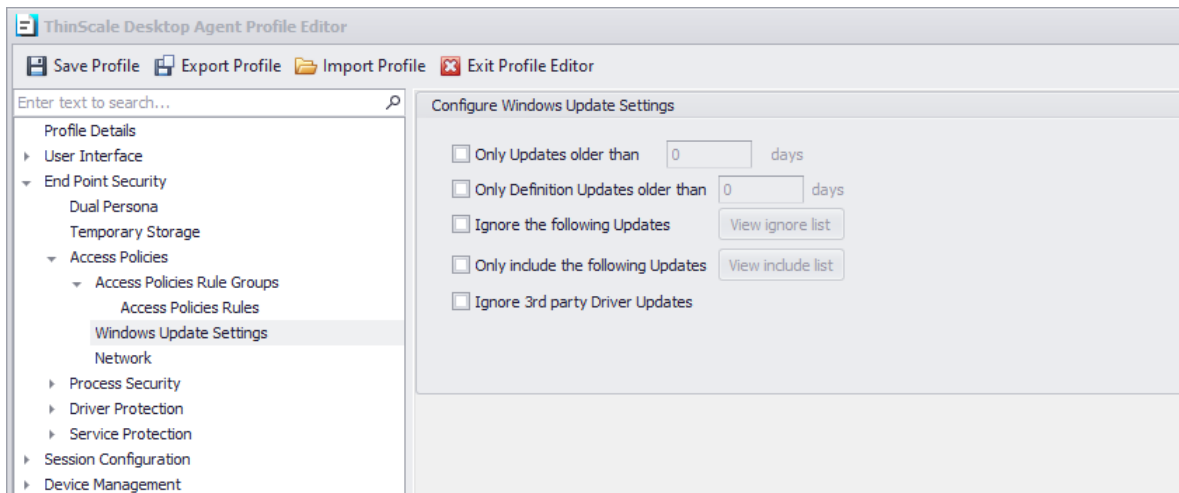 ThinScale Desktop Agent Profile Editor
Save Profile Export Profile Import Profile Exit Profile Editor
Enter text to search...
Profile Details
User Interface
End Point Security
Dual Persona
Temporary Storage
Access Policies
Access Policies Rule Groups
Access Policies Rules
Windows Update Settings
Network
Process Security
Driver Protection
Service Protection
Session Configuration
Device Management
Configure Windows Update Settings
Only Updates older than 0 days
Only Definition Updates older than 0 days
Ignore the following Updates View ignore list
Only include the following Updates View include list
Ignore 3rd party Driver Updates